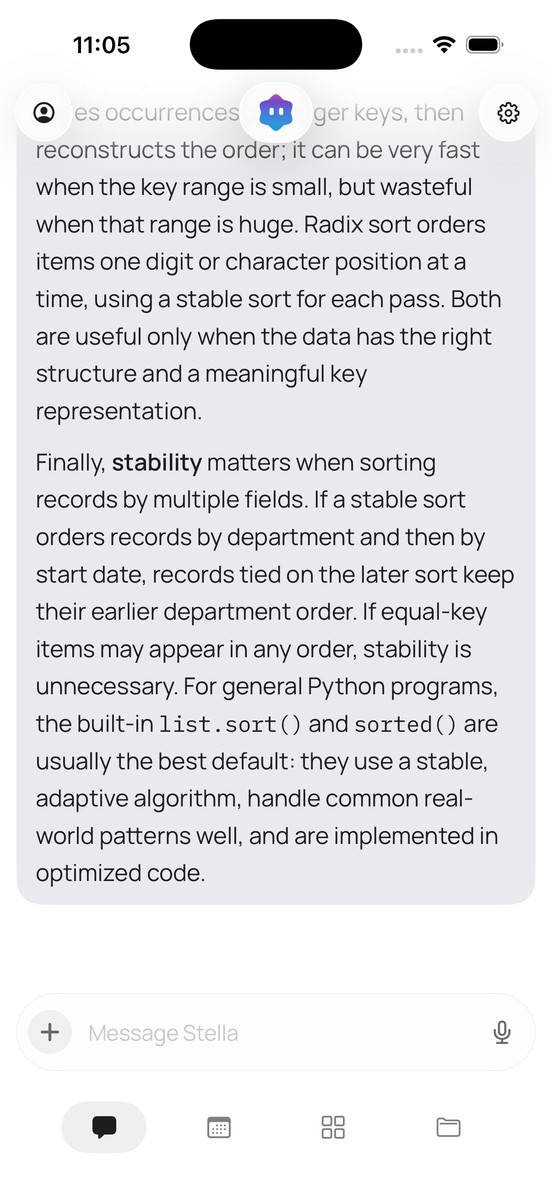 11:05
es occurrences ger keys, then
reconstructs the order; it can be very fast
when the key range is small, but wasteful
when that range is huge. Radix sort orders
items one digit or character position at a
time, using a stable sort for each pass. Both
are useful only when the data has the right
structure and a meaningful key
representation.
Finally, stability matters when sorting
records by multiple fields. If a stable sort
orders records by department and then by
start date, records tied on the later sort keep
their earlier department order. If equal-key
items may appear in any order, stability is
unnecessary. For general Python programs,
the built-in list.sort() and sorted() are
usually the best default: they use a stable,
adaptive algorithm, handle common real-
world patterns well, and are implemented in
optimized code.
Message Stella